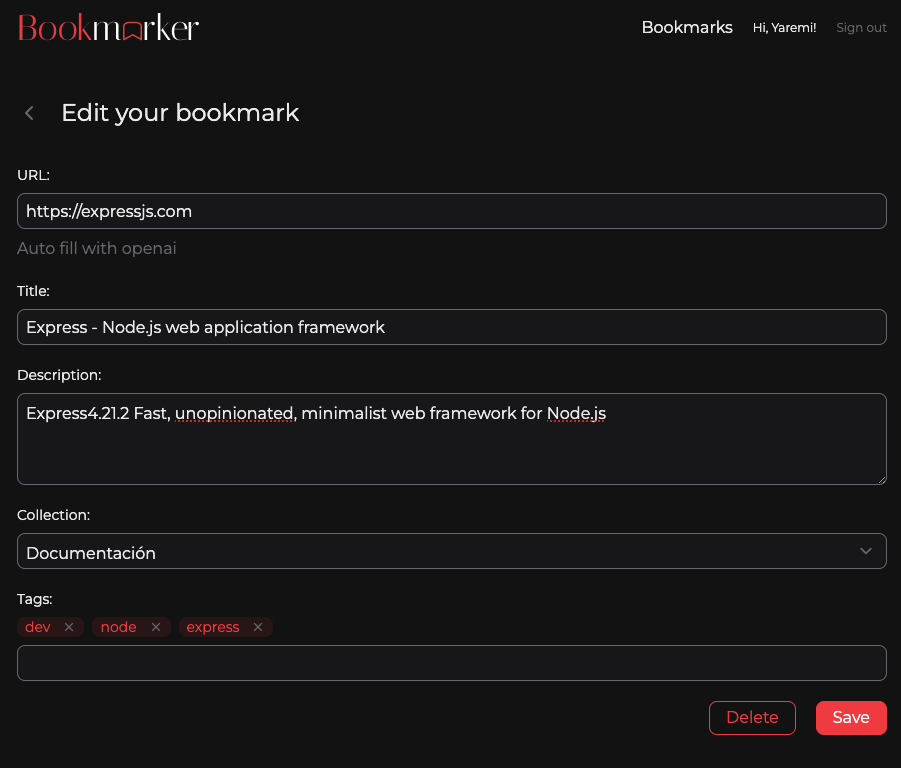 Bookmarker
Bookmarks Hi, Yaremi! Sign out
Edit your bookmark
URL:
https://expressjs.com
Auto fill with openai
Title:
Express - Node.js web application framework
Description:
Express4.21.2 Fast, unopinionated, minimalist web framework for Node.js
Collection:
Documentación
Tags:
dev node express
Delete Save